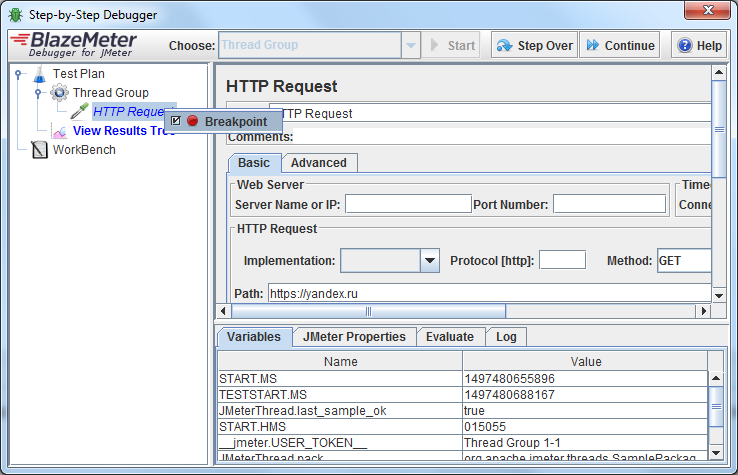 Step-by-Step Debugger
BlazeMeter
Debugger for JMeter
Choose: Thread Group Start Step Over Continue Help
Test Plan
Thread Group
HTTP Request
View Results Tree
WorkBench
Breakpoint
HTTP Request
TTP Request
Comments:
Basic Advanced
Web Server
Server Name or IP: Port Number:
Time
Conne
HTTP Request
Implementation: Protocol [http]: Method: GET
Path: https://yandex.ru
Variables JMeter Properties Evaluate Log
Name Value
START.MS 1497480655896
TESTSTART.MS 1497480688167
JMeterThread.last_sample_ok true
START.HMS 015055
__jmeter.USER_TOKEN__ Thread Group 1-1
JMeterThread.pack org.apache.jmeter.threads.SamplePackag